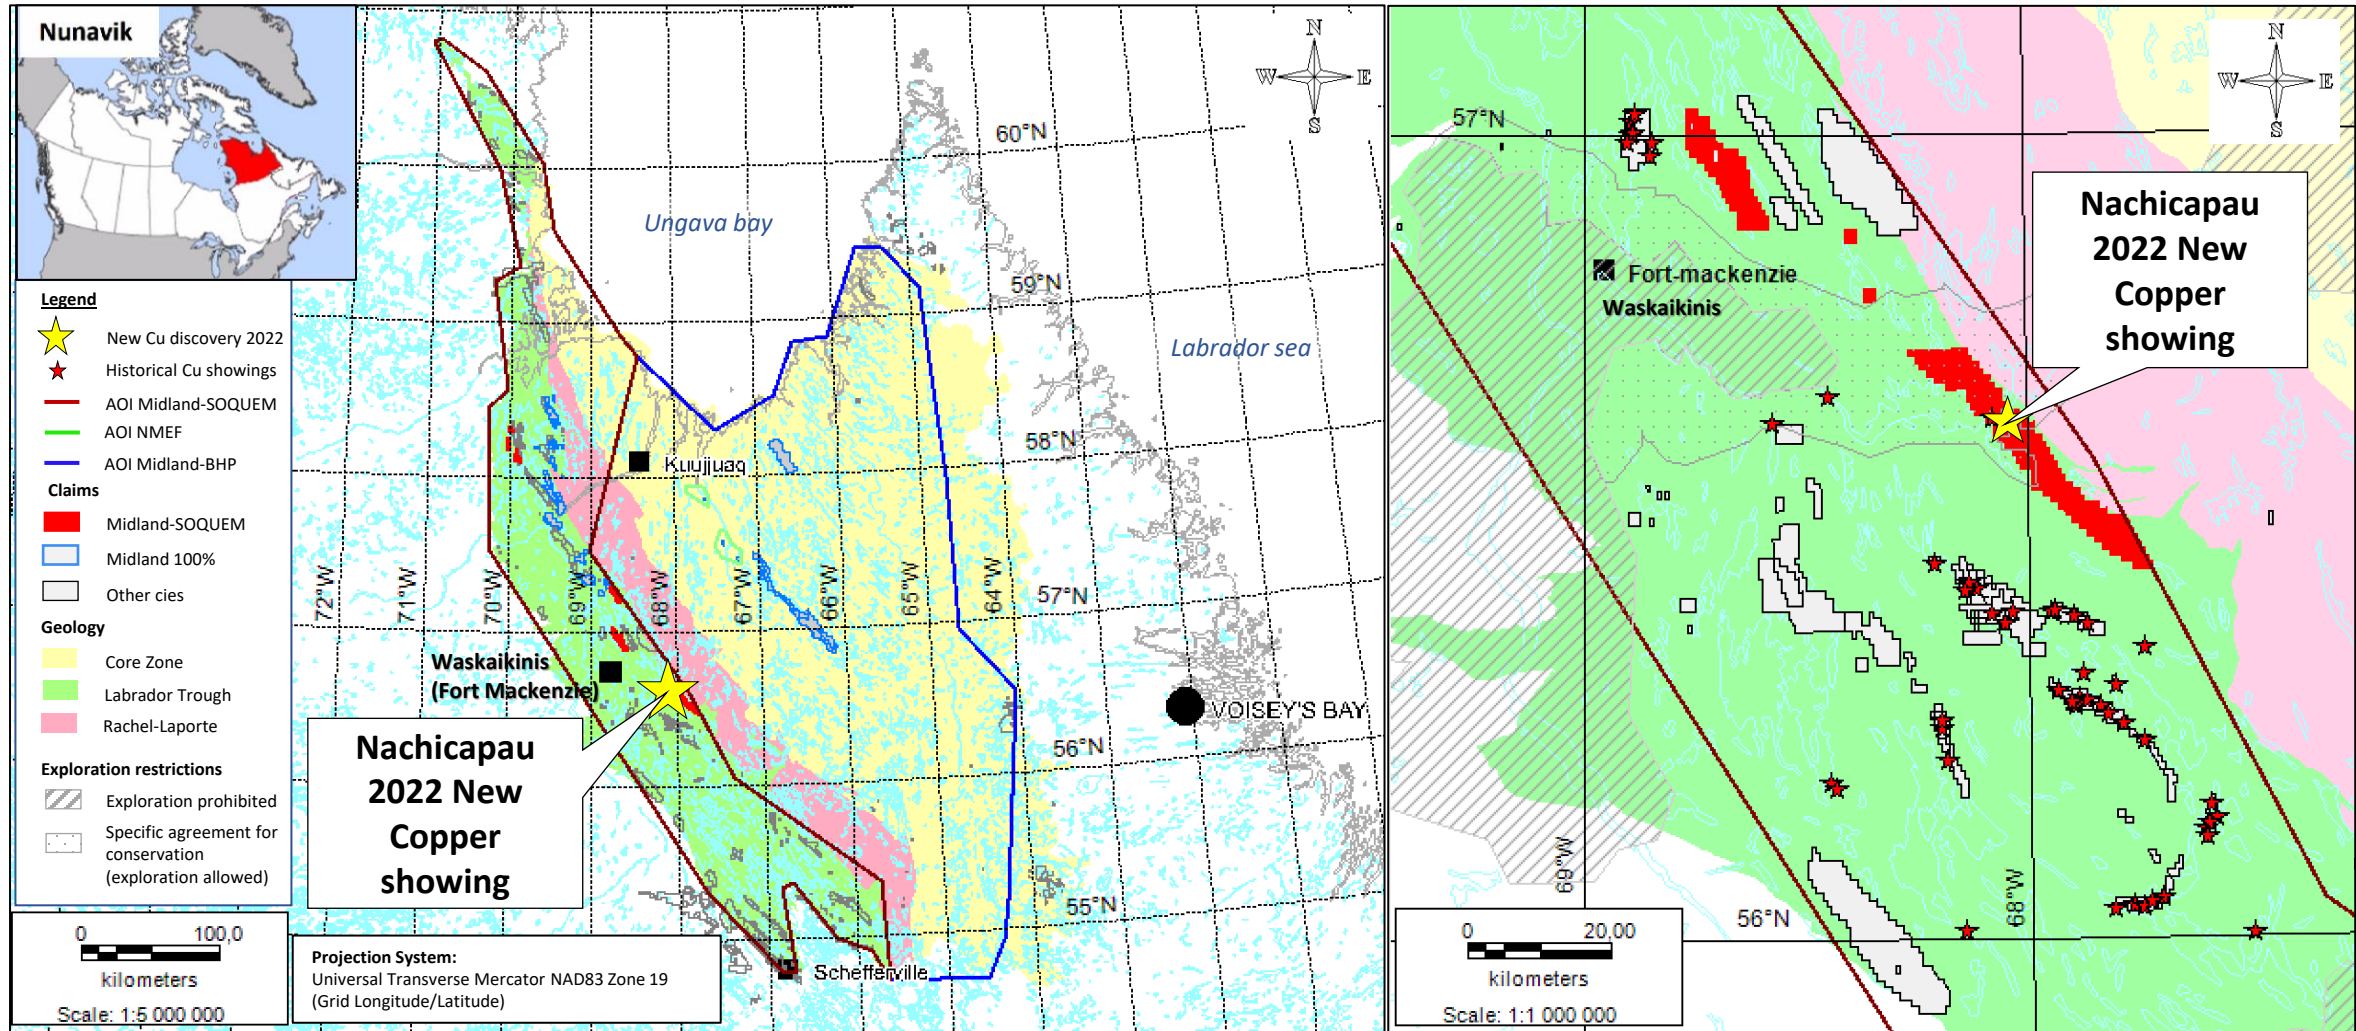 Nunavik
Legend
New Cu discovery 2022
Historical Cu showings
AOI Midland-SOQUEM
AOI NMEF
AOI Midland-BHP
Claims
Midland-SOQUEM
Midland 100%
Other cies
Geology
Core Zone
Labrador Trough
Rachel-Laporte
Exploration restrictions
Exploration prohibited
Specific agreement for
conservation
(exploration allowed)
0 100,0
kilometers
Scale: 1:5 000 000
Projection System:
Universal Transverse Mercator NAD83 Zone 19
(Grid Longitude/Latitude)
N
W E
S
Ungava bay
Labrador sea
60°N
59°N
58°N
57°N
56°N
55°N
72°W
71°W
70°W
69°W
68°W
67°W
66°W
65°W
64°W
Kuujjuaq
Waskaikinis
(Fort Mackenzie)
VOISEY'S BAY
Schefferville
Nachicapau
2022 New
Copper
showing
N
W E
S
57°N
Fort-mackenzie
Waskaikinis
Nachicapau
2022 New
Copper
showing
69°W
68°W
56°N
0 20,00
kilometers
Scale: 1:1 000 000